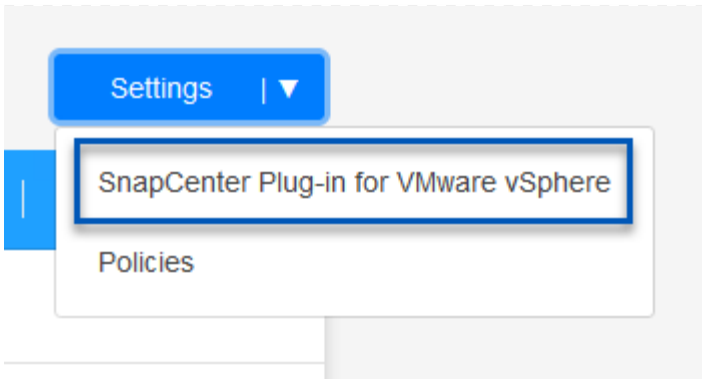 Settings | ▼
SnapCenter Plug-in for VMware vSphere
Policies